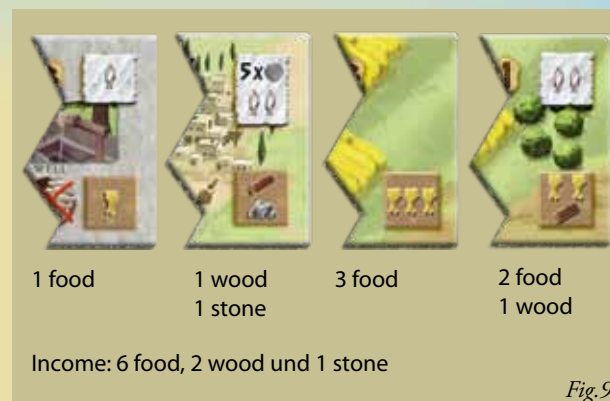 WELL
5x
1 food
1 wood
1 stone
3 food
2 food
1 wood
Income: 6 food, 2 wood und 1 stone
Fig.9